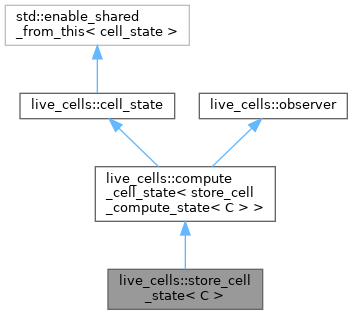 std::enable_shared
_from_this< cell_state >
live_cells::cell_state
live_cells::observer
live_cells::compute
_cell_state< store_cell
_compute_state< C > >
live_cells::store_cell
_state< C >